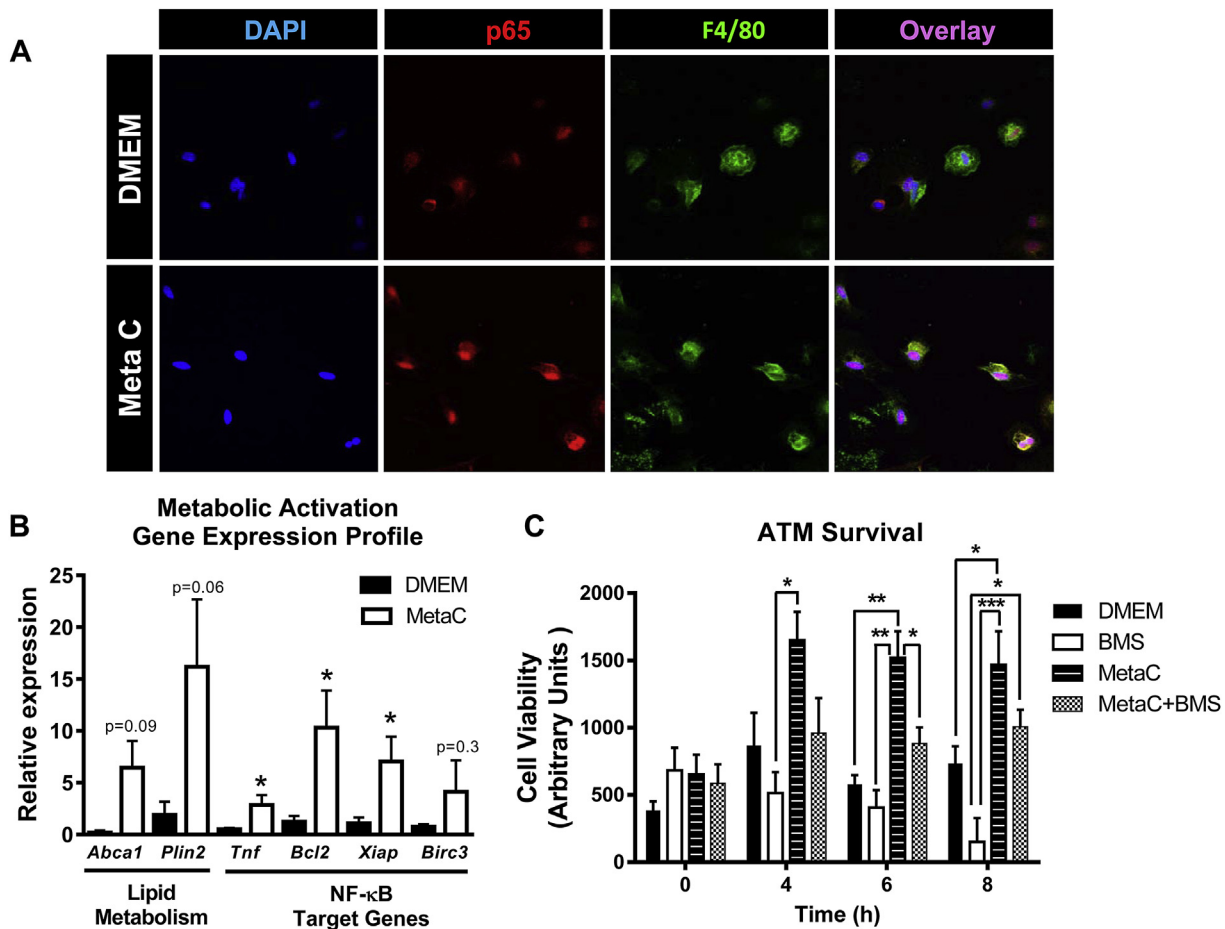 A
DAPI
p65
F4/80
Overlay
DMEM
Meta C
B
Metabolic Activation
Gene Expression Profile
Relative expression
25
20
15
10
5
0
p=0.09
p=0.06
*
*
*
p=0.3
DMEM
MetaC
Abca1
Plin2
Tnf
Bcl2
Xiap
Birc3
Lipid
Metabolism
NF-κB
Target Genes
C
ATM Survival
Cell Viability
(Arbitrary Units )
2000
1500
1000
500
0
*
**
**
*
*
*
***
DMEM
BMS
MetaC
MetaC+BMS
0
4
6
8
Time (h)